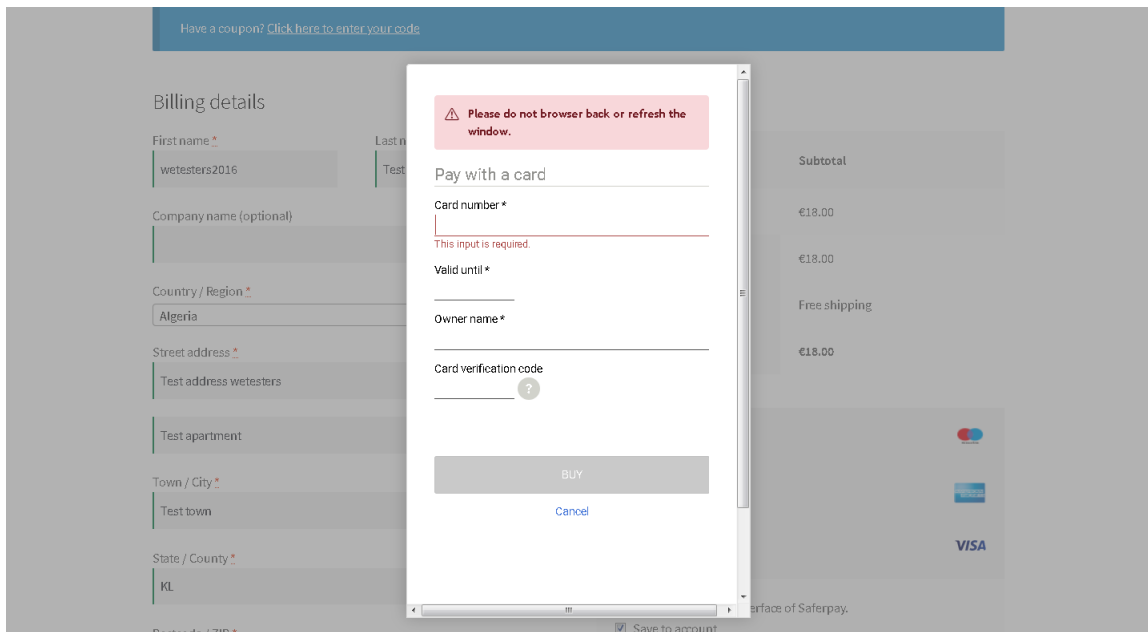 Have a coupon? Click here to enter your code
Billing details
First name *
Last n
wetesters2016
Test
Company name (optional)
Country / Region *
Algeria
Street address *
Test address wetesters
Test apartment
Town / City *
Test town
State / County *
KL
Postcode / ZIP *
Please do not browser back or refresh the
window.
Pay with a card
Card number *
This input is required.
Valid until *
Owner name *
Card verification code
?
BUY
Cancel
Subtotal
€18.00
€18.00
Free shipping
€18.00
VISA
erface of Saferpay.
Save to account